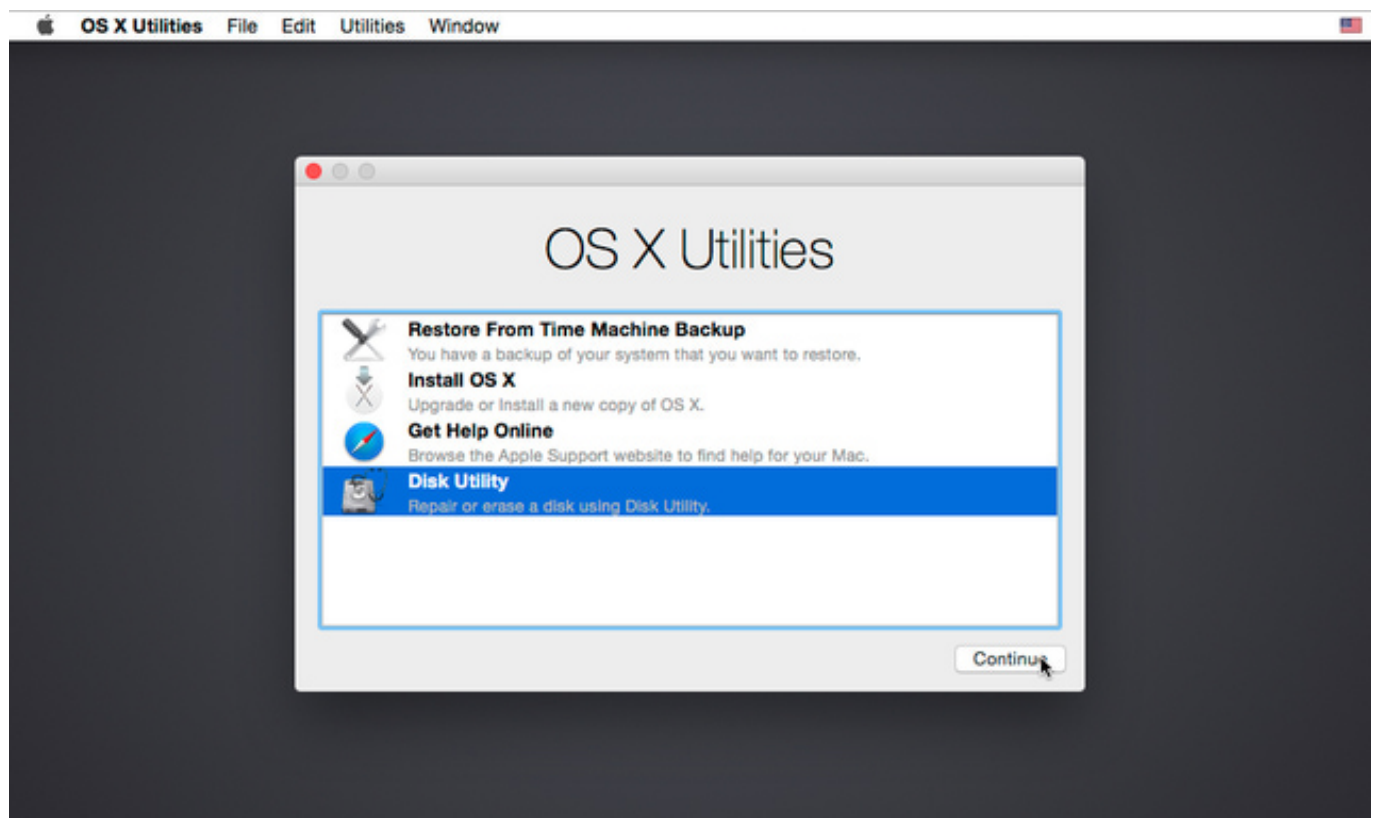 OS X Utilities File Edit Utilities Window
OS X Utilities
Restore From Time Machine Backup
You have a backup of your system that you want to restore.
Install OS X
Upgrade or Install a new copy of OS X.
Get Help Online
Browse the Apple Support website to find help for your Mac.
Disk Utility
Repair or erase a disk using Disk Utility.
Continue